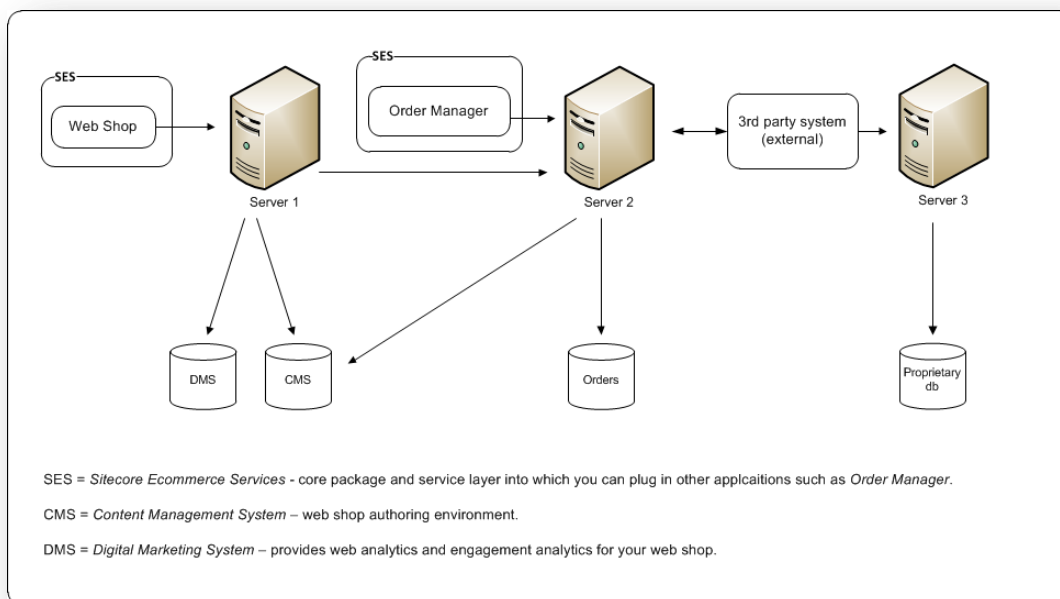 SES
Web Shop
SES
Order Manager
3rd party system
(external)
Server 1
Server 2
Server 3
DMS
CMS
Orders
Proprietary
db
SES = Sitecore Ecommerce Services - core package and service layer into which you can plug in other applcaitions such as Order Manager.
CMS = Content Management System – web shop authoring environment.
DMS = Digital Marketing System – provides web analytics and engagement analytics for your web shop.